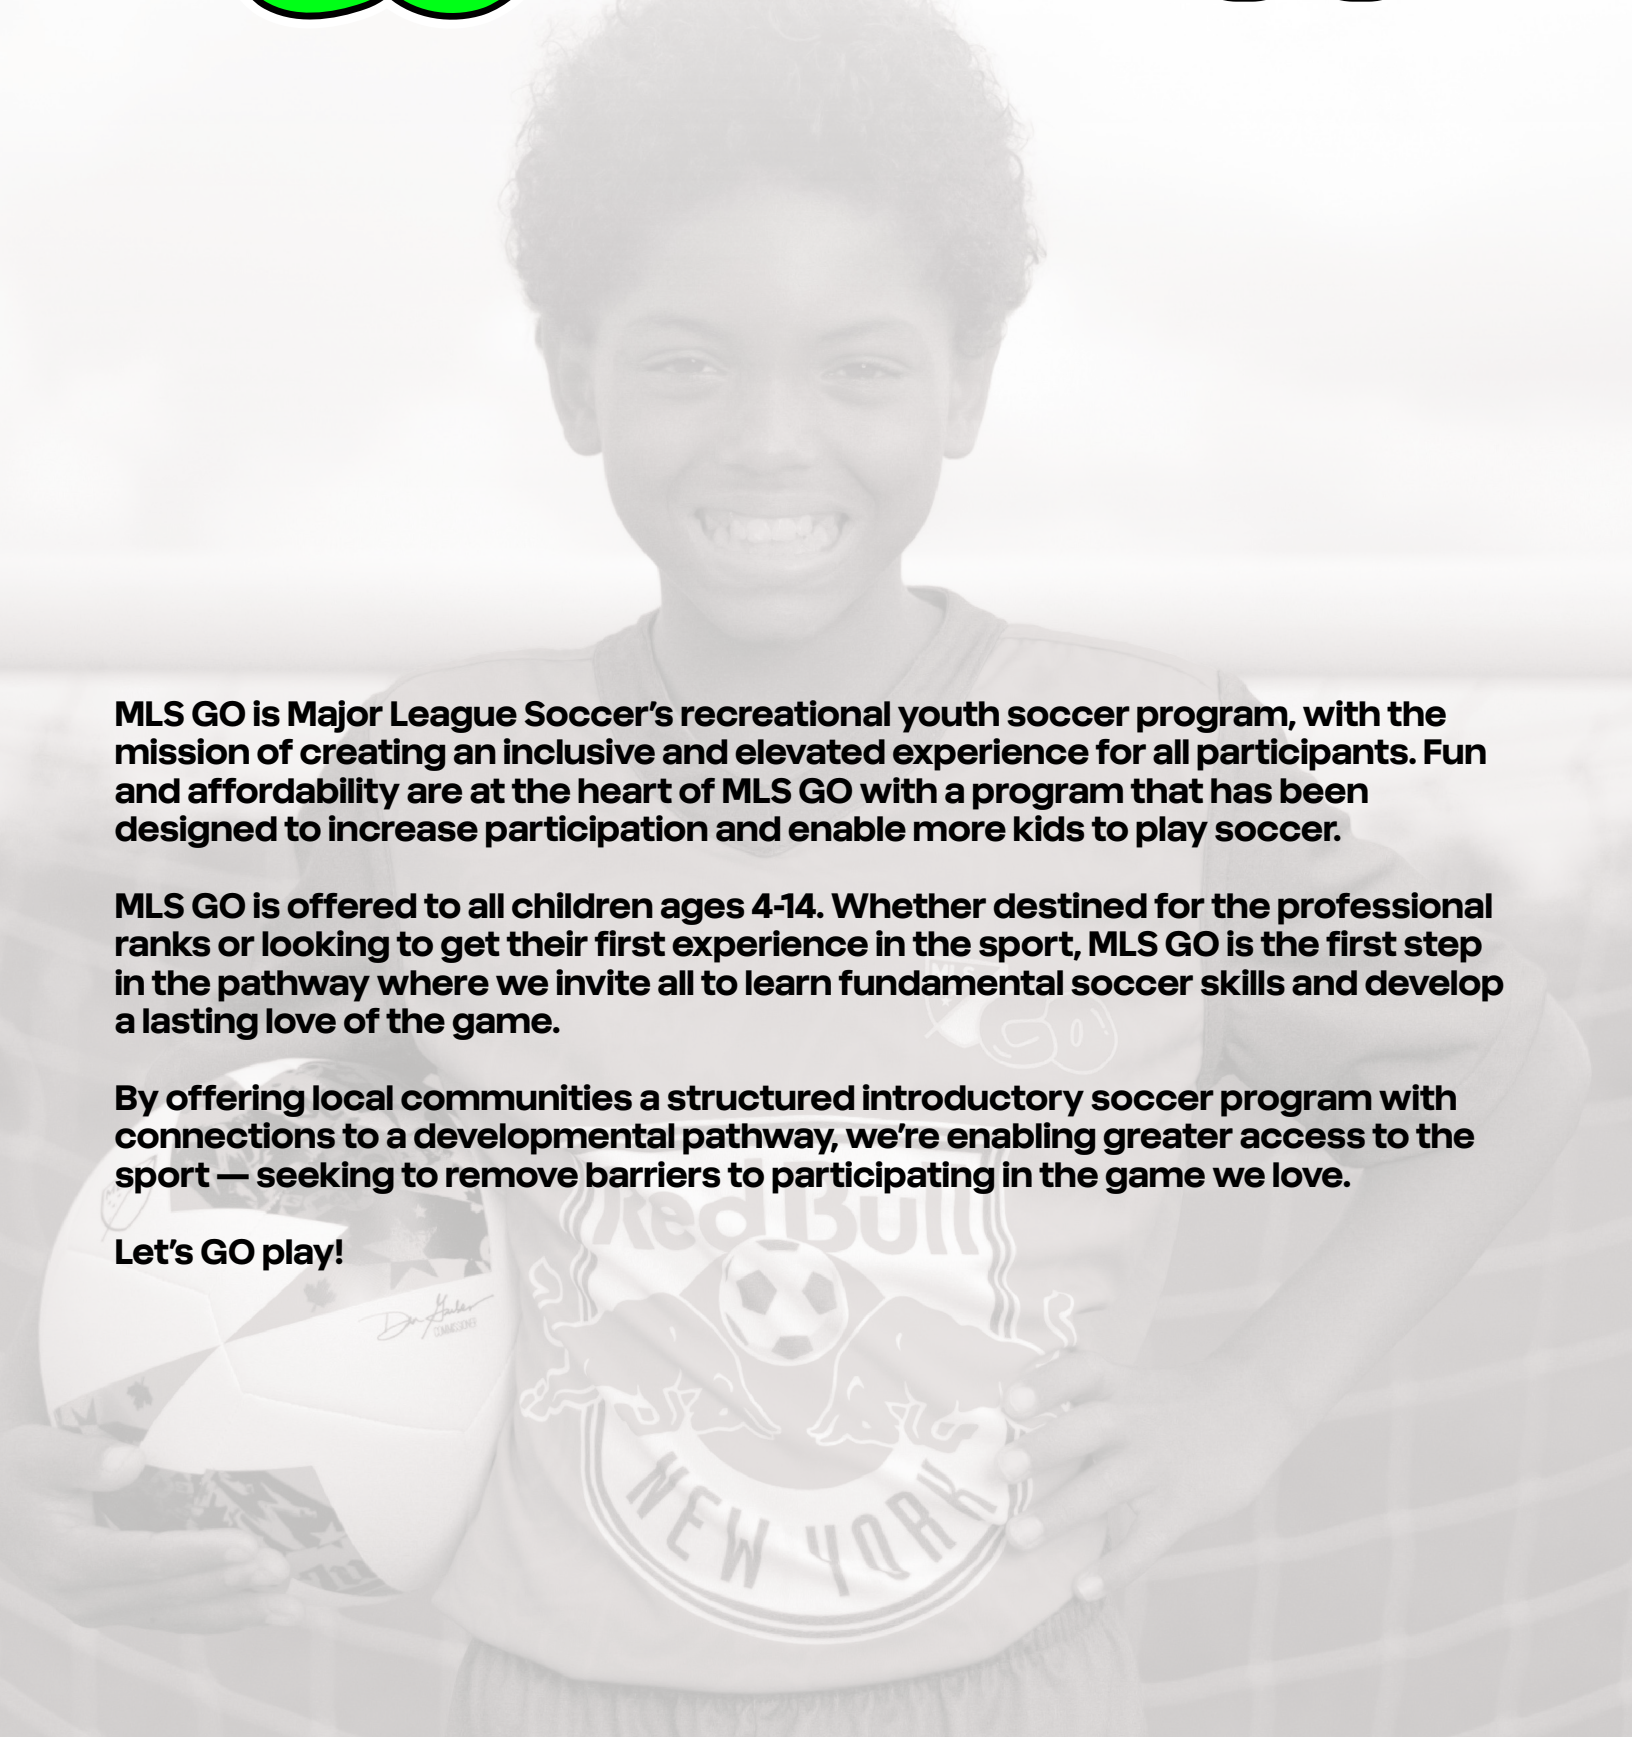 MLS GO is Major League Soccer’s recreational youth soccer program, with the
mission of creating an inclusive and elevated experience for all participants. Fun
and affordability are at the heart of MLS GO with a program that has been
designed to increase participation and enable more kids to play soccer.
MLS GO is offered to all children ages 4-14. Whether destined for the professional
ranks or looking to get their first experience in the sport, MLS GO is the first step
in the pathway where we invite all to learn fundamental soccer skills and develop
a lasting love of the game.
MLS
GO
By offering local communities a structured introductory soccer program with
connections to a developmental pathway, we’re enabling greater access to the
sport — seeking to remove barriers to participating in the game we love.
Red Bull
Let’s GO play!
COMMISSIONER
NEW YORK